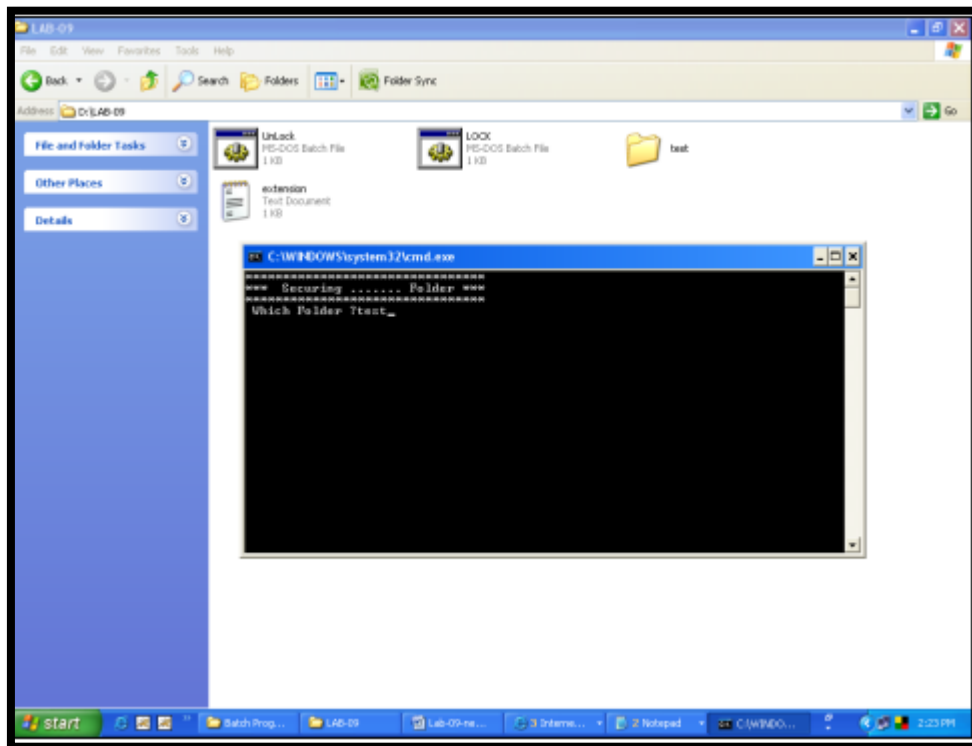 LAB-09
File Edit View Favorites Tools Help
Back Search Folders Folder Sync
Address D:\LAB-09 Go
File and Folder Tasks
Other Places
Details
UnLock
MS-DOS Batch File
1 KB
LOCK
MS-DOS Batch File
1 KB
test
extension
Text Document
1 KB
C:\WINDOWS\system32\cmd.exe
********************************
*** Securing ....... Folder ***
********************************
Which Folder ?test_
start Batch Prog... LAB-09 Lab-09-ne... 3 Interne... 2 Notepad C:\WINDO... 2:23 PM